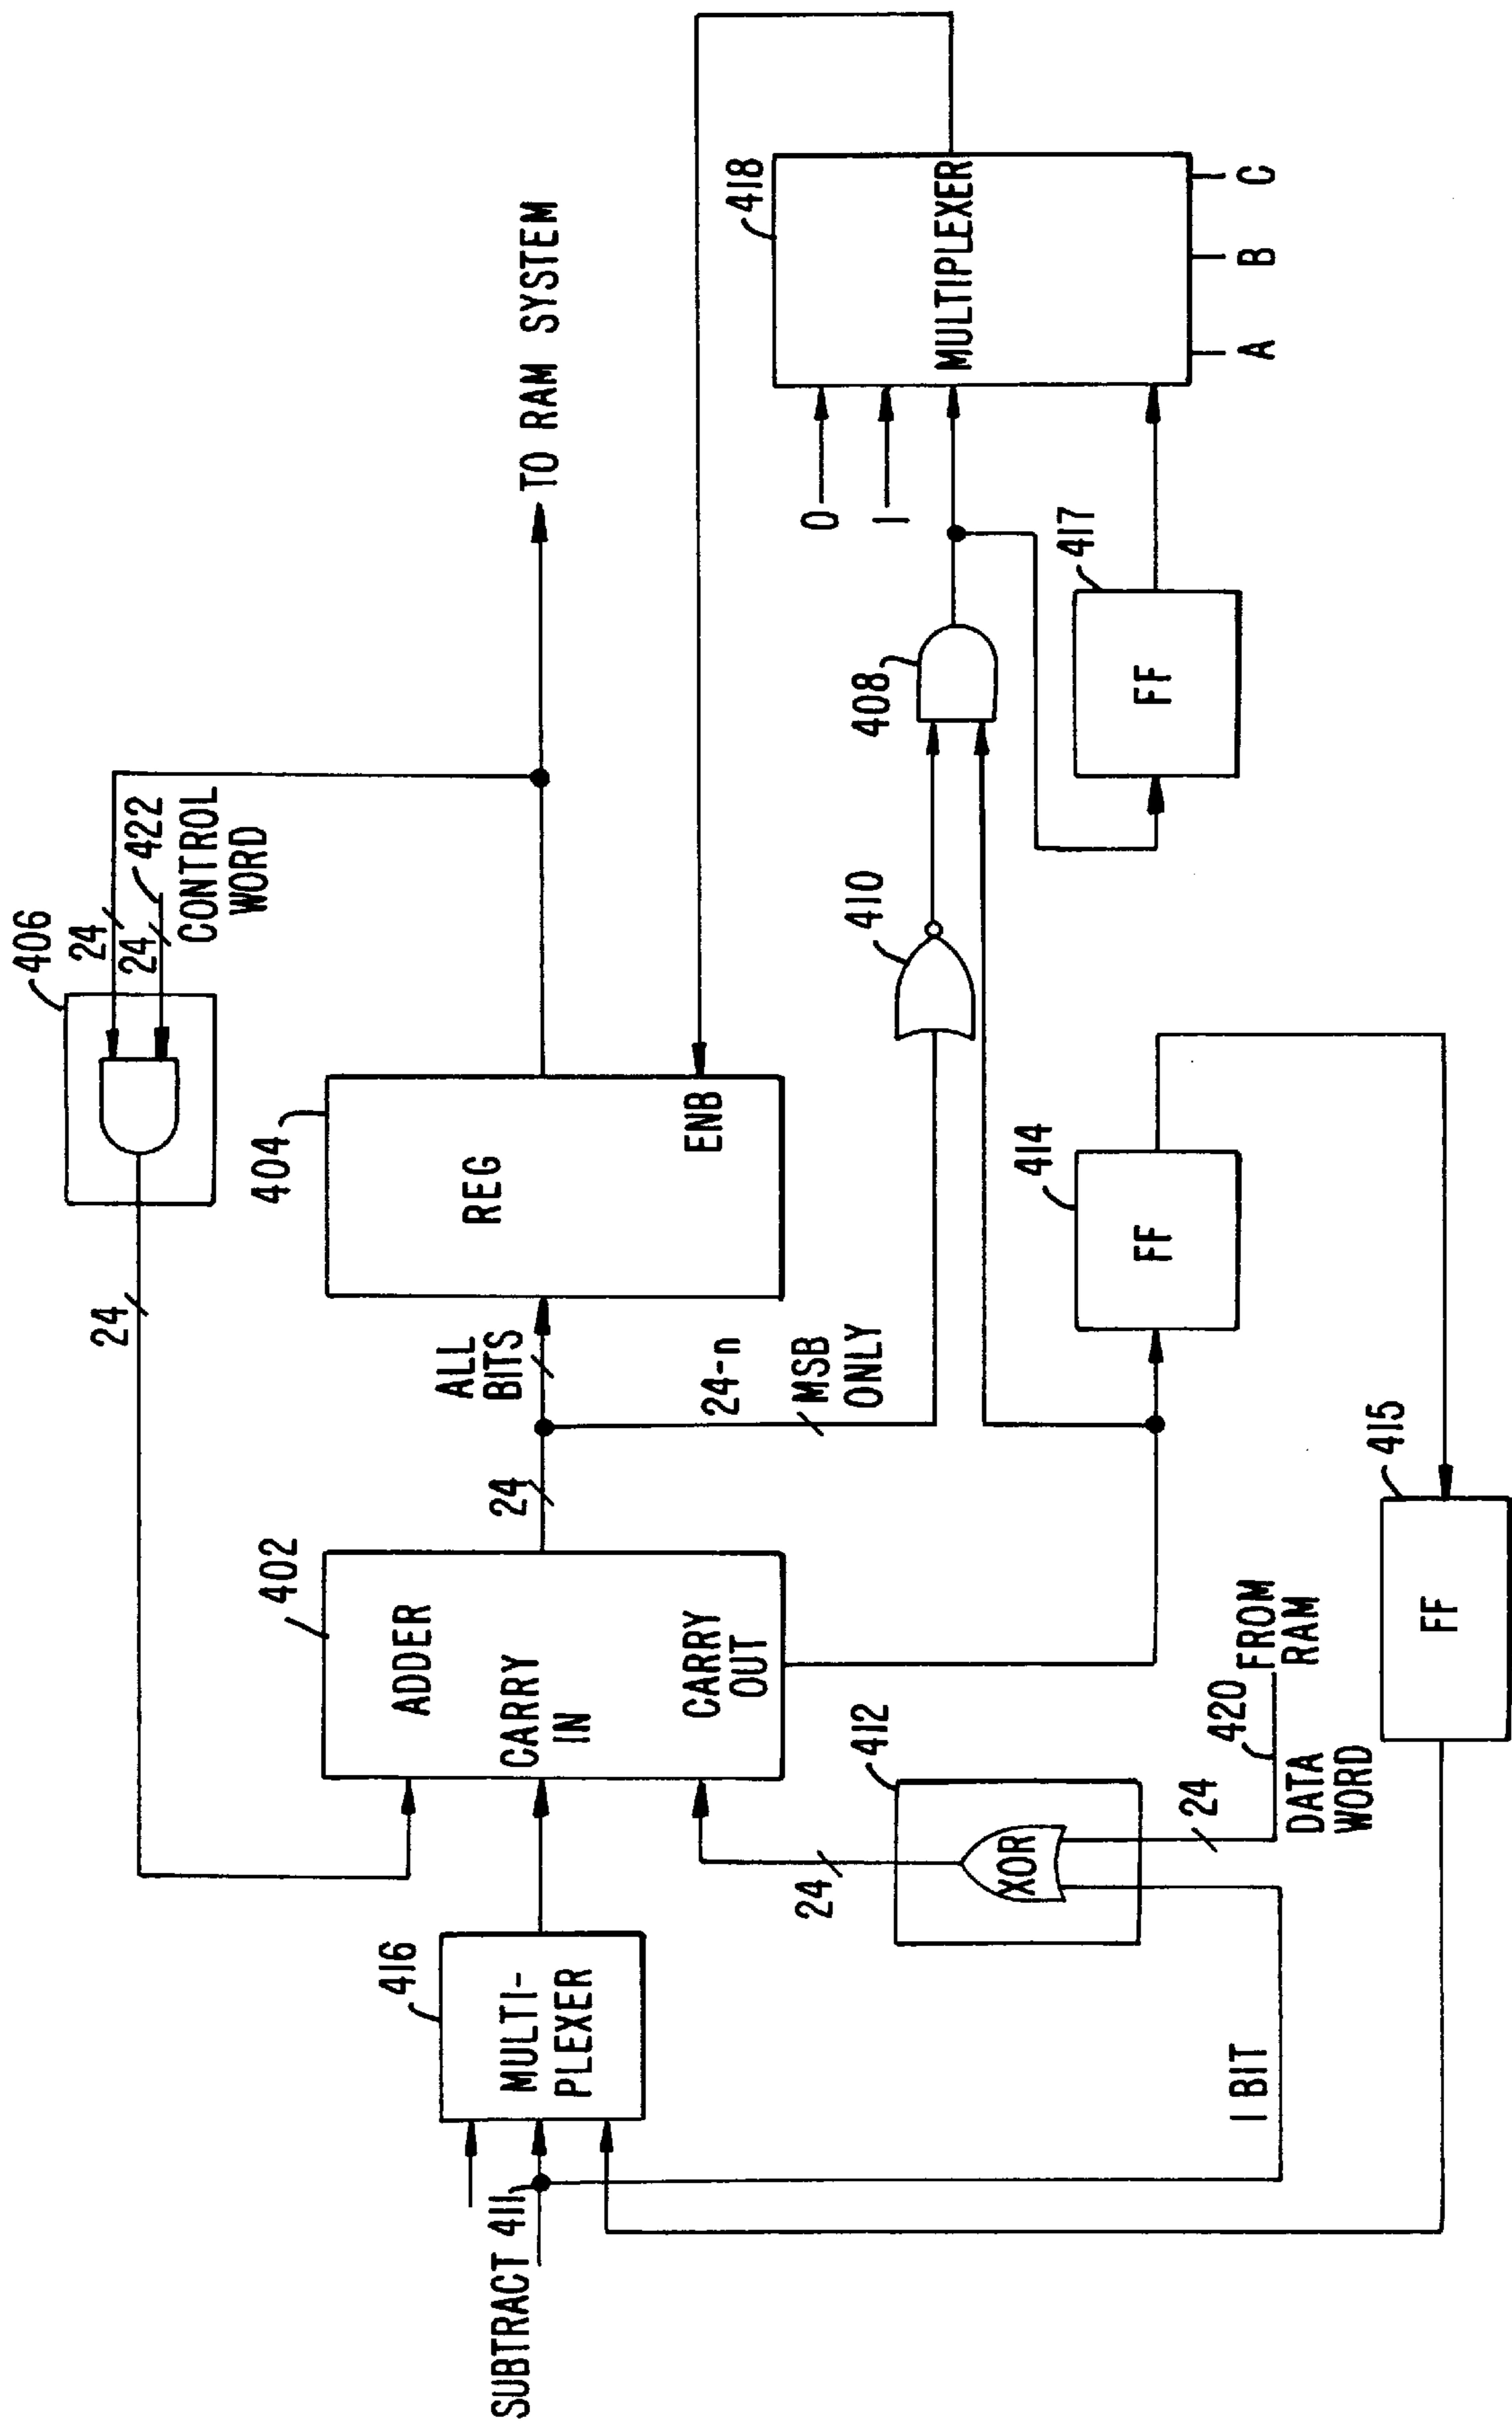 406
24
24
422
CONTROL
WORD
24
TO RAM SYSTEM
404
REG
ENB
ALL
BITS
24
24-n
MSB
ONLY
402
ADDER
CARRY
IN
CARRY
OUT
416
MULTI-
PLEXER
SUBTRACT 411
418
MULTIPLEXER
0
1
A
B
C
408
410
417
FF
414
FF
415
FF
412
XOR
24
24
420
FROM
RAM
DATA
WORD
1 BIT